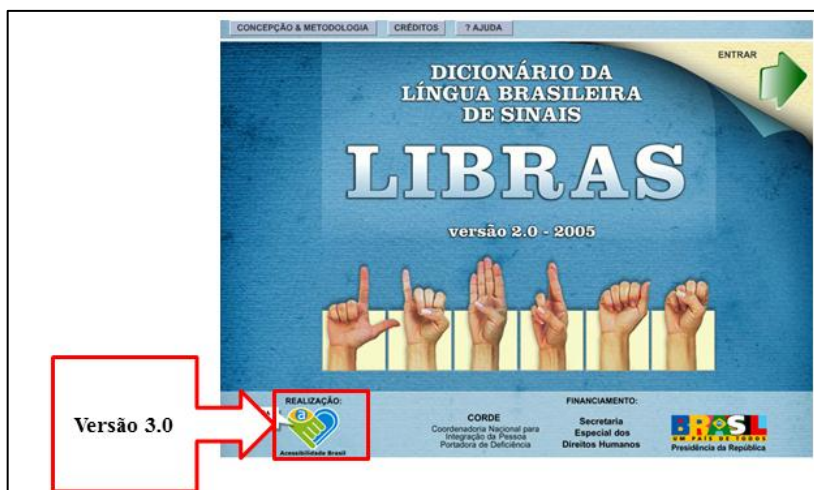 CONCEPÇÃO & METODOLOGIA CRÉDITOS ? AJUDA
ENTRAR
DICIONÁRIO DA
LÍNGUA BRASILEIRA
DE SINAIS
LIBRAS
versão 2.0 - 2005
Versão 3.0
REALIZAÇÃO:
a
Acessibilidade Brasil
CORDE
Coordenadoria Nacional para
Integração da Pessoa
Portadora de Deficiência
FINANCIAMENTO:
Secretaria
Especial dos
Direitos Humanos
BRASIL
UM PAÍS DE TODOS
Presidência da República